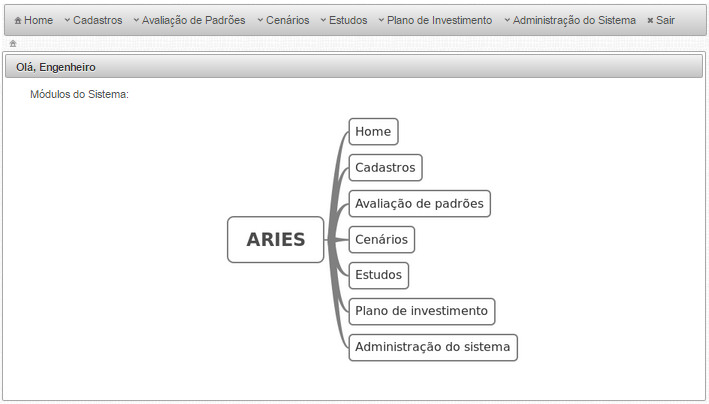 Home Cadastros Avaliação de Padrões Cenários Estudos Plano de Investimento Administração do Sistema Sair
Olá, Engenheiro
Módulos do Sistema:
Home
Cadastros
Avaliação de padrões
ARIES
Cenários
Estudos
Plano de investimento
Administração do sistema